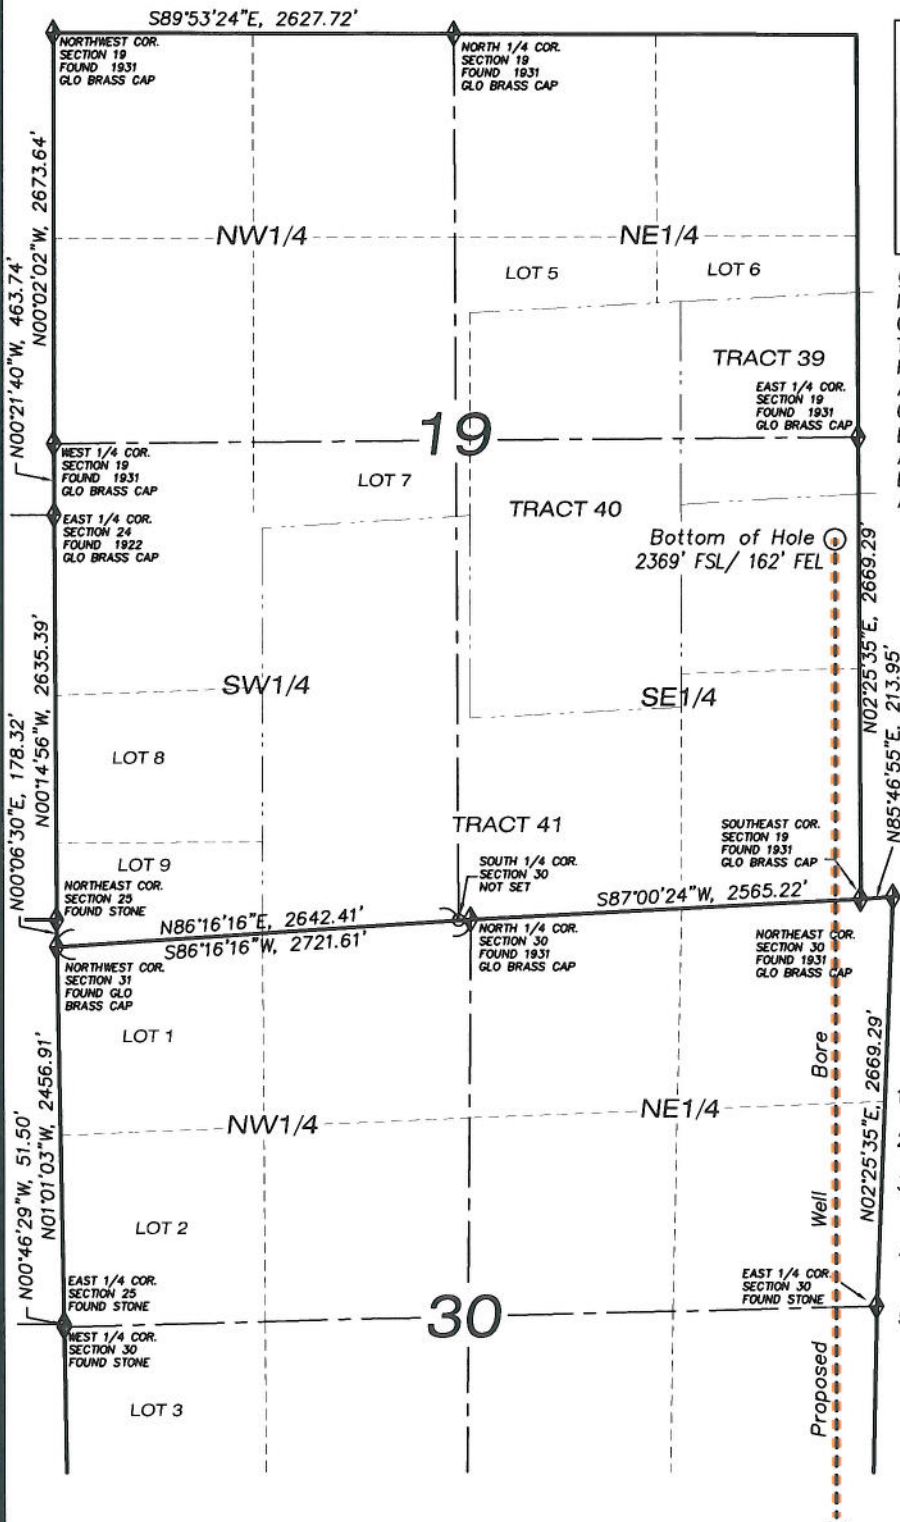 S89°53'24"E, 2627.72'
NORTHWEST COR.
SECTION 19
FOUND 1931
GLO BRASS CAP
NORTH 1/4 COR.
SECTION 19
FOUND 1931
GLO BRASS CAP
N00°02'02"W, 2673.64'
N00°21'40"W, 463.74'
NW1/4
NE1/4
LOT 5
LOT 6
TRACT 39
EAST 1/4 COR.
SECTION 19
FOUND 1931
GLO BRASS CAP
19
WEST 1/4 COR.
SECTION 19
FOUND 1931
GLO BRASS CAP
LOT 7
TRACT 40
EAST 1/4 COR.
SECTION 24
FOUND 1922
GLO BRASS CAP
Bottom of Hole
2369' FSL/ 162' FEL
N02°25'35"E, 2669.29'
N85°46'55"E, 213.95'
N00°14'56"W, 2635.39'
N00°06'30"E, 178.32'
SW1/4
SE1/4
LOT 8
TRACT 41
LOT 9
SOUTHEAST COR.
SECTION 19
FOUND 1931
GLO BRASS CAP
SOUTH 1/4 COR.
SECTION 30
NOT SET
NORTHEAST COR.
SECTION 25
FOUND STONE
S87°00'24"W, 2565.22'
N86°16'16"E, 2642.41'
S86°16'16"W, 2721.61'
NORTH 1/4 COR.
SECTION 30
FOUND 1931
GLO BRASS CAP
NORTHEAST COR.
SECTION 30
FOUND 1931
GLO BRASS CAP
NORTHWEST COR.
SECTION 31
FOUND GLO
BRASS CAP
LOT 1
N01°01'03"W, 2456.91'
N00°46'29"W, 51.50'
NW1/4
NE1/4
N02°25'35"E, 2669.29'
Proposed Well Bore
LOT 2
EAST 1/4 COR.
SECTION 25
FOUND STONE
EAST 1/4 COR.
SECTION 30
FOUND STONE
30
WEST 1/4 COR.
SECTION 30
FOUND STONE
LOT 3